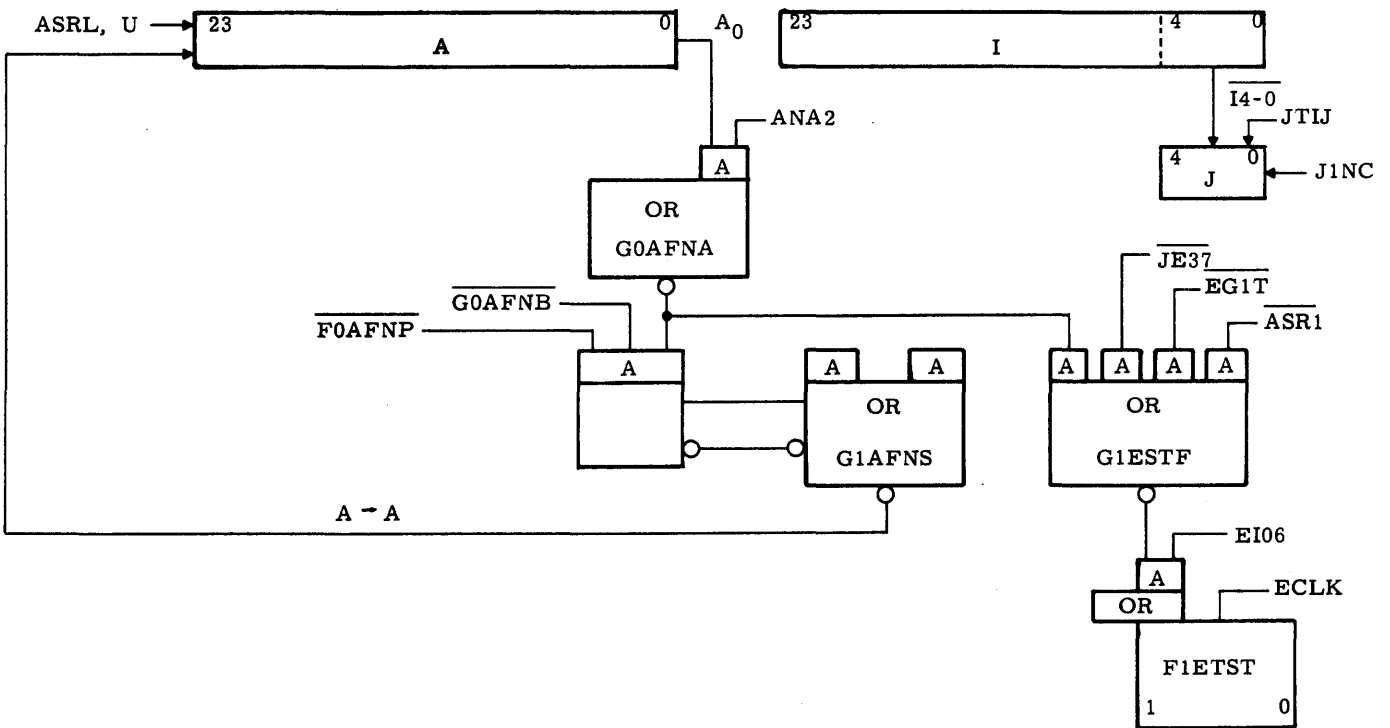 ASRL, U
23 0
A
A0
23 4 0
I
I4-0
JTIJ
4 0
J
J1NC
ANA2
A
OR
G0AFNA
JE37
EG1T
ASR1
G0AFNB
F0AFNP
A
A A
OR
G1AFNS
A A A A
OR
G1ESTF
A → A
EI06
A
OR
ECLK
F1ETST
1 0